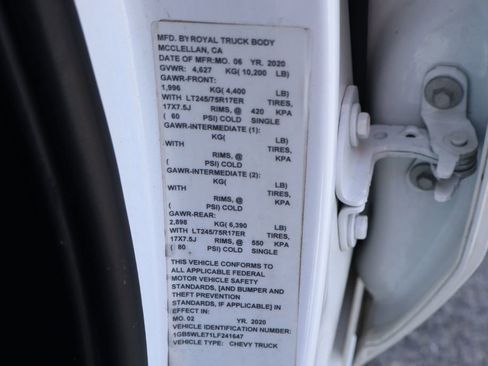 MFD. BY ROYAL TRUCK BODY
MCCLELLAN, CA
DATE OF MFR: MO. 06 YR. 2020
GVWR: 4,627 KG( 10,200 LB)
GAWR-FRONT:
1,996 KG( 4,400 LB)
WITH LT245/75R17ER TIRES,
17X7.5J RIMS, @ 420 KPA
( 60 PSI) COLD SINGLE
GAWR-INTERMEDIATE (1):
KG( LB)
WITH TIRES,
RIMS, @ KPA
( PSI) COLD
GAWR-INTERMEDIATE (2):
KG( LB)
WITH TIRES,
RIMS, @ KPA
( PSI) COLD
GAWR-REAR:
2,898 KG( 6,390 LB)
WITH LT245/75R17ER TIRES,
17X7.5J RIMS, @ 550 KPA
( 80 PSI) COLD SINGLE
THIS VEHICLE CONFORMS TO
ALL APPLICABLE FEDERAL
MOTOR VEHICLE SAFETY
STANDARDS, [AND BUMPER AND
THEFT PREVENTION
STANDARDS, IF APPLICABLE] IN
EFFECT IN:
MO. 02 YR. 2020
VEHICLE IDENTIFICATION NUMBER:
1GB5WLE71LF241647
VEHICLE TYPE: CHEVY TRUCK